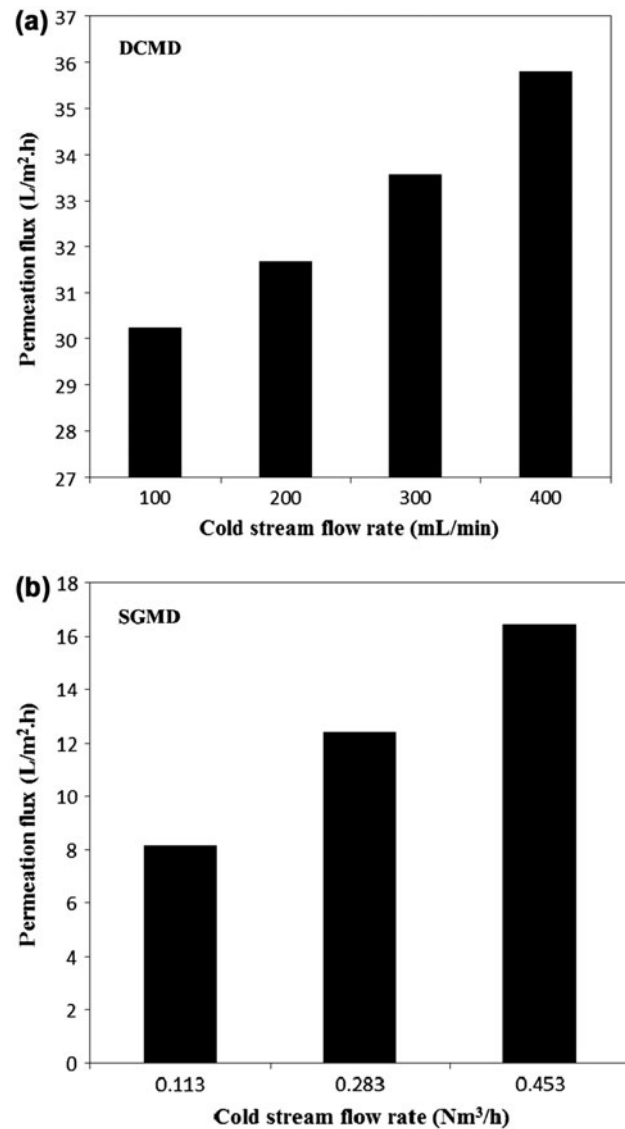 (a)
DCMD
Permeation flux (L/m².h)
37
36
35
34
33
32
31
30
29
28
27
100 200 300 400
Cold stream flow rate (mL/min)
(b)
SGMD
Permeation flux (L/m².h)
18
16
14
12
10
8
6
4
2
0
0.113 0.283 0.453
Cold stream flow rate (Nm³/h)